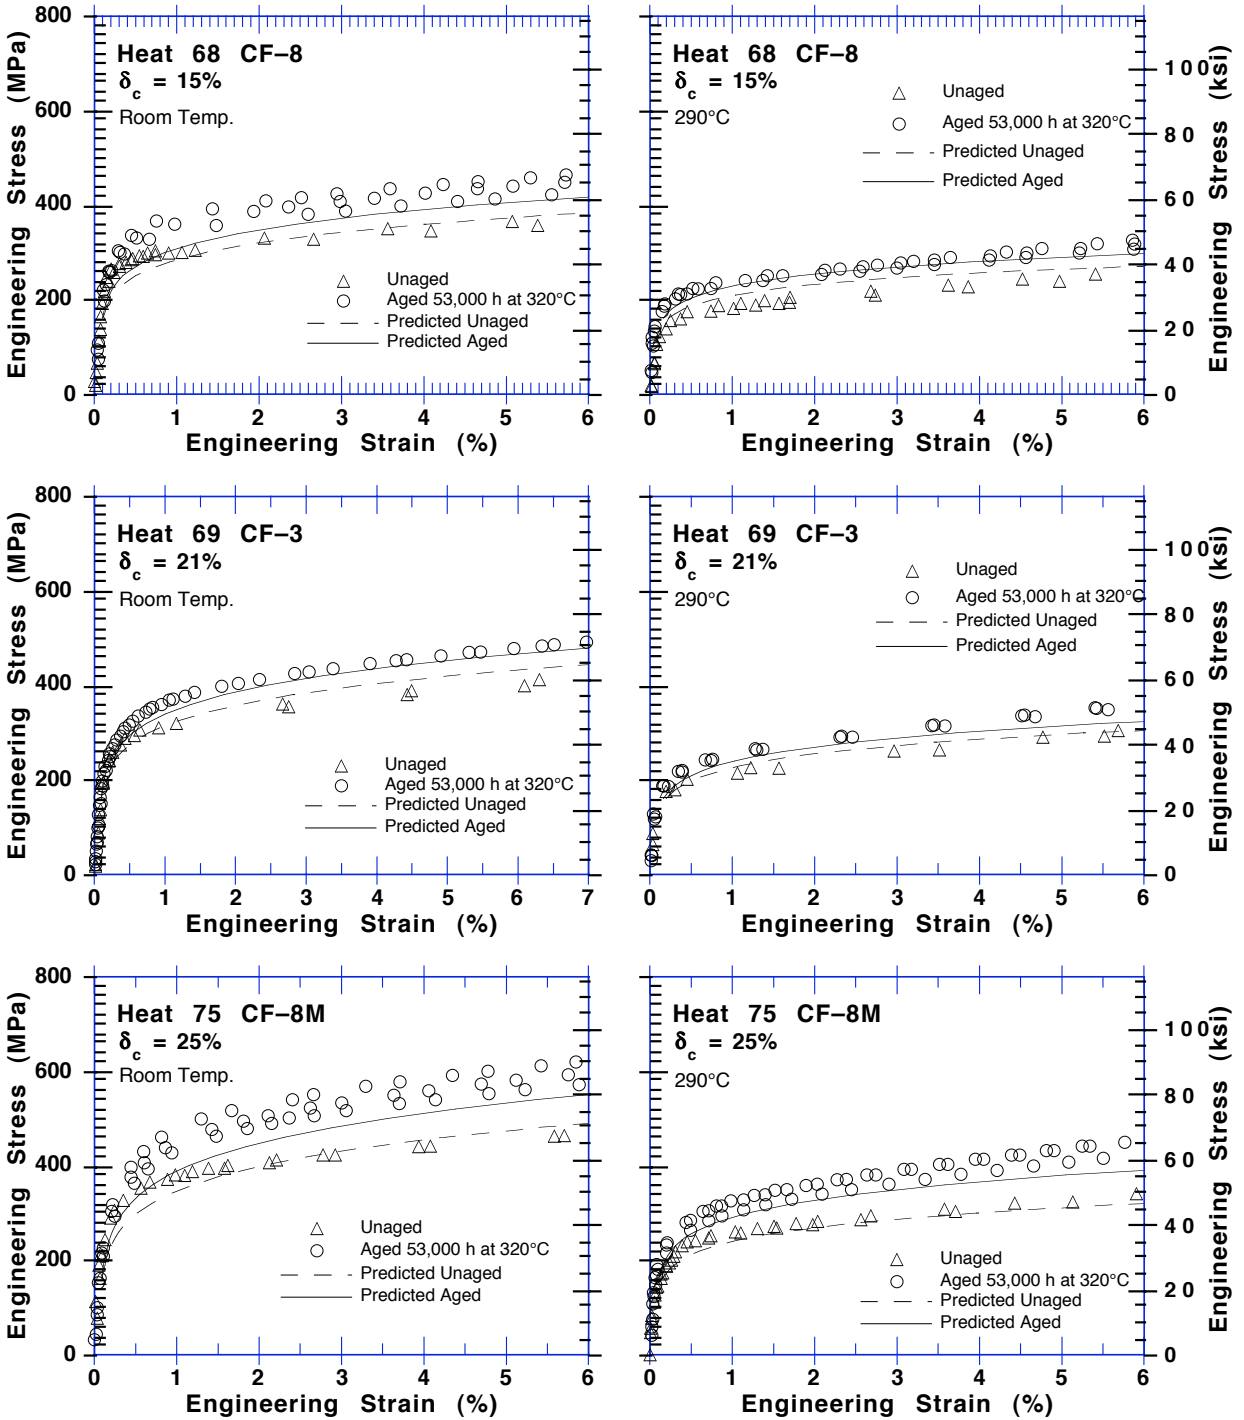 Engineering Stress (MPa)
800
600
400
200
0
Heat 68 CF–8
δc = 15%
Room Temp.
Unaged
Aged 53,000 h at 320°C
Predicted Unaged
Predicted Aged
0 1 2 3 4 5 6
Engineering Strain (%)
Heat 68 CF–8
δc = 15%
290°C
Unaged
Aged 53,000 h at 320°C
Predicted Unaged
Predicted Aged
100
80
60
40
20
0
Engineering Stress (ksi)
0 1 2 3 4 5 6
Engineering Strain (%)
Engineering Stress (MPa)
800
600
400
200
0
Heat 69 CF–3
δc = 21%
Room Temp.
Unaged
Aged 53,000 h at 320°C
Predicted Unaged
Predicted Aged
0 1 2 3 4 5 6 7
Engineering Strain (%)
Heat 69 CF–3
δc = 21%
290°C
Unaged
Aged 53,000 h at 320°C
Predicted Unaged
Predicted Aged
100
80
60
40
20
0
Engineering Stress (ksi)
0 1 2 3 4 5 6
Engineering Strain (%)
Engineering Stress (MPa)
800
600
400
200
0
Heat 75 CF–8M
δc = 25%
Room Temp.
Unaged
Aged 53,000 h at 320°C
Predicted Unaged
Predicted Aged
0 1 2 3 4 5 6
Engineering Strain (%)
Heat 75 CF–8M
δc = 25%
290°C
Unaged
Aged 53,000 h at 320°C
Predicted Unaged
Predicted Aged
100
80
60
40
20
0
Engineering Stress (ksi)
0 1 2 3 4 5 6
Engineering Strain (%)